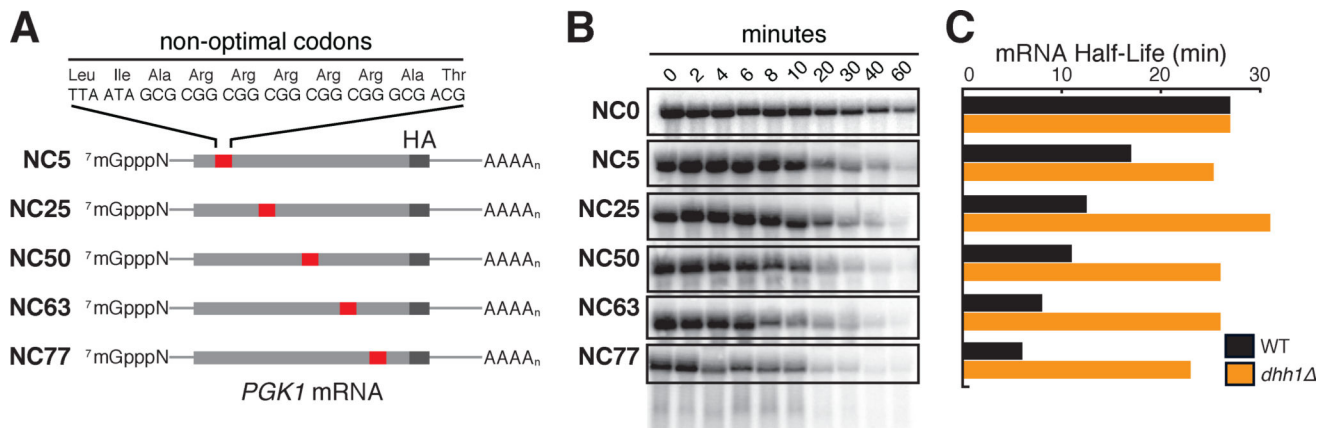 A
non-optimal codons
Leu Ile Ala Arg Arg Arg Arg Arg Ala Thr
TTA ATA GCG CGG CGG CGG CGG CGG GCG ACG
HA
NC5 ⁷mGpppN AAAAₙ
NC25 ⁷mGpppN AAAAₙ
NC50 ⁷mGpppN AAAAₙ
NC63 ⁷mGpppN AAAAₙ
NC77 ⁷mGpppN AAAAₙ
PGK1 mRNA
B
minutes
0 2 4 6 8 10 20 30 40 60
NC0
NC5
NC25
NC50
NC63
NC77
C
mRNA Half-Life (min)
0 10 20 30
WT
dhh1Δ